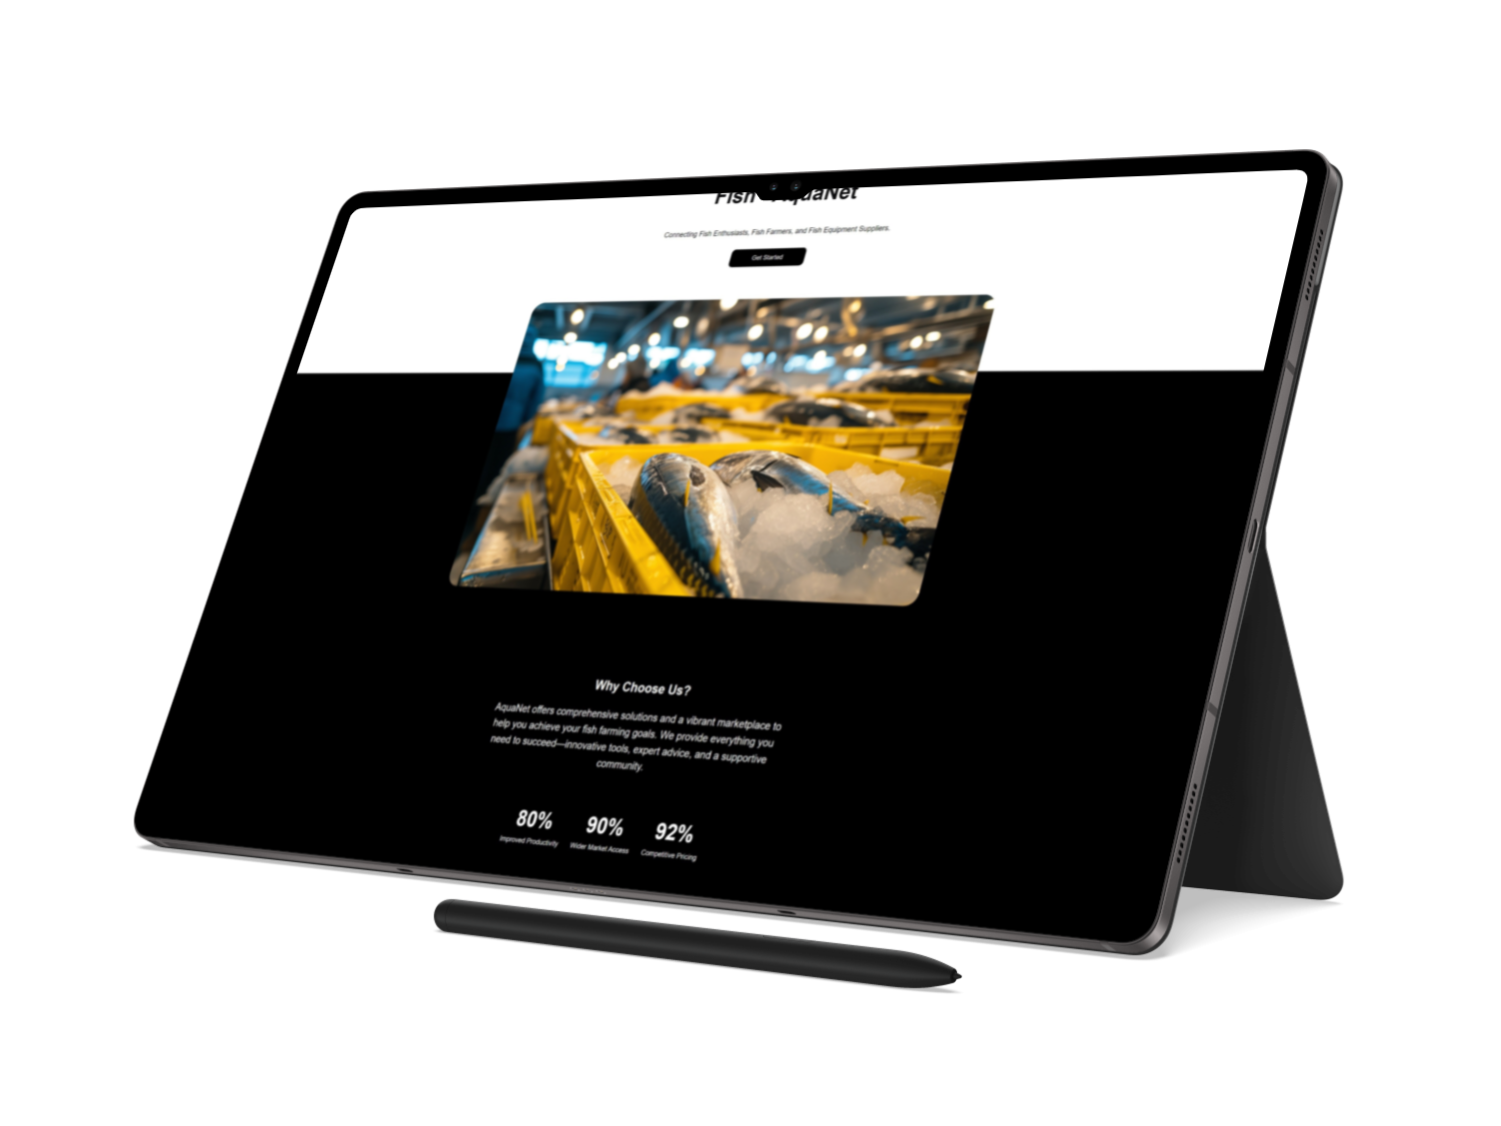 Fish AquaNet
Connecting Fish Enthusiasts, Fish Farmers, and Fish Equipment Suppliers.
Get Started
Why Choose Us?
AquaNet offers comprehensive solutions and a vibrant marketplace to
help you achieve your fish farming goals. We provide everything you
need to succeed—innovative tools, expert advice, and a supportive
community.
80% 90% 92%
Improved Productivity Wider Market Access Competitive Pricing